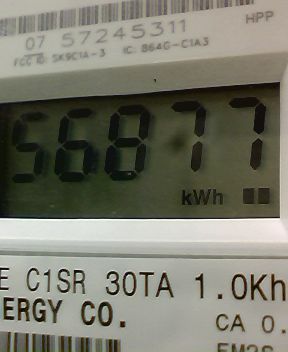 HPP
07 57245311
FCC ID: SK9C1A-3 IC: 864G-C1A3
56877
kWh
E C1SR 30TA 1.0Kh
ERGY CO.
CA 0.